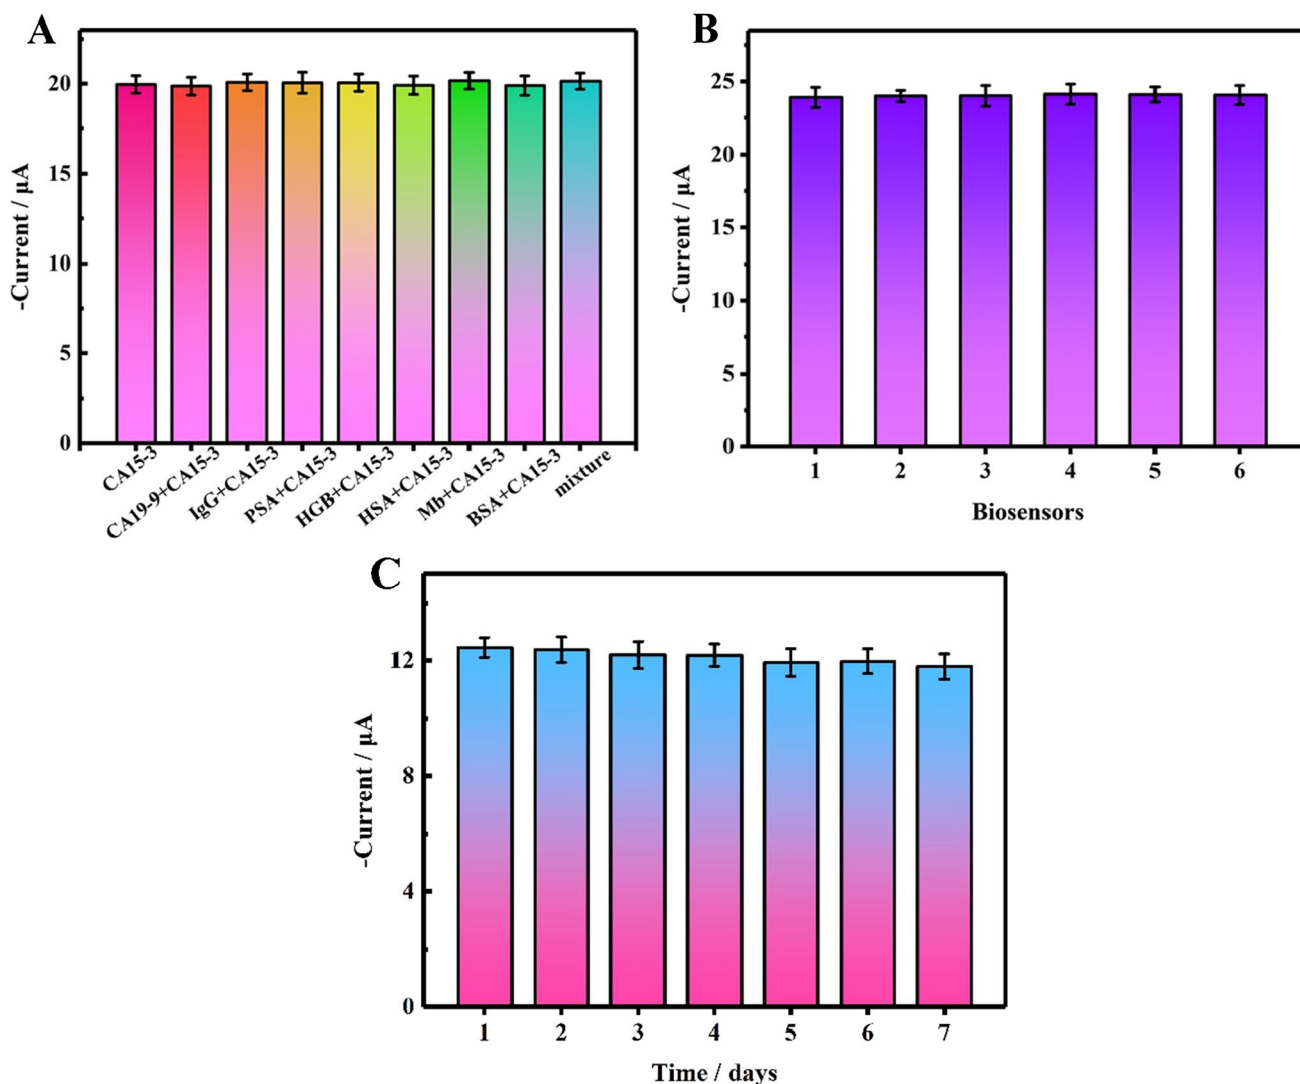 A
-Current / µA
20
15
10
5
0
CA15-3
CA19-9+CA15-3
IgG+CA15-3
PSA+CA15-3
HGB+CA15-3
HSA+CA15-3
Mb+CA15-3
BSA+CA15-3
mixture
B
-Current / µA
25
20
15
10
5
0
1 2 3 4 5 6
Biosensors
C
-Current / µA
12
8
4
0
1 2 3 4 5 6 7
Time / days